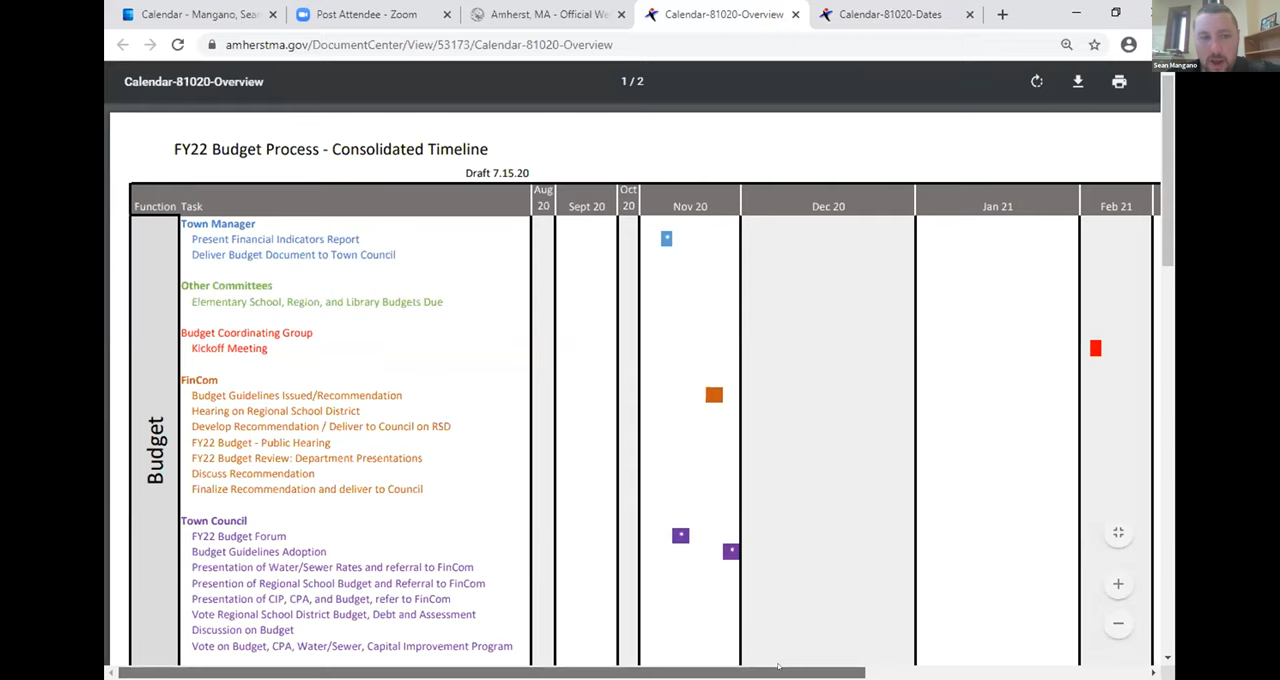 Calendar - Mangano, Sean
Post Attendee - Zoom
Amherst, MA - Official We
Calendar-81020-Overview
Calendar-81020-Dates
amherstma.gov/DocumentCenter/View/53173/Calendar-81020-Overview
Sean Mangano
Calendar-81020-Overview
1 / 2
FY22 Budget Process - Consolidated Timeline
Draft 7.15.20
Function Task
Aug 20
Sept 20
Oct 20
Nov 20
Dec 20
Jan 21
Feb 21
Budget
Town Manager
Present Financial Indicators Report
*
Deliver Budget Document to Town Council
Other Committees
Elementary School, Region, and Library Budgets Due
Budget Coordinating Group
Kickoff Meeting
FinCom
Budget Guidelines Issued/Recommendation
Hearing on Regional School District
Develop Recommendation / Deliver to Council on RSD
FY22 Budget - Public Hearing
FY22 Budget Review: Department Presentations
Discuss Recommendation
Finalize Recommendation and deliver to Council
Town Council
FY22 Budget Forum
*
Budget Guidelines Adoption
*
Presentation of Water/Sewer Rates and referral to FinCom
Presention of Regional School Budget and Referral to FinCom
Presentation of CIP, CPA, and Budget, refer to FinCom
Vote Regional School District Budget, Debt and Assessment
Discussion on Budget
Vote on Budget, CPA, Water/Sewer, Capital Improvement Program